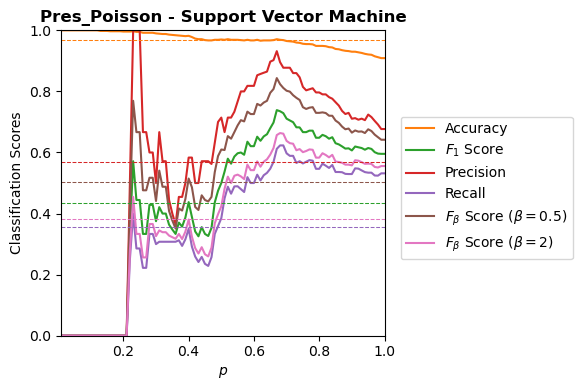 Pres_Poisson - Support Vector Machine
Classification Scores
1.0
0.8
0.6
0.4
0.2
0.0
0.2 0.4 0.6 0.8 1.0
p
Accuracy
F₁ Score
Precision
Recall
Fᵦ Score (β = 0.5)
Fᵦ Score (β = 2)